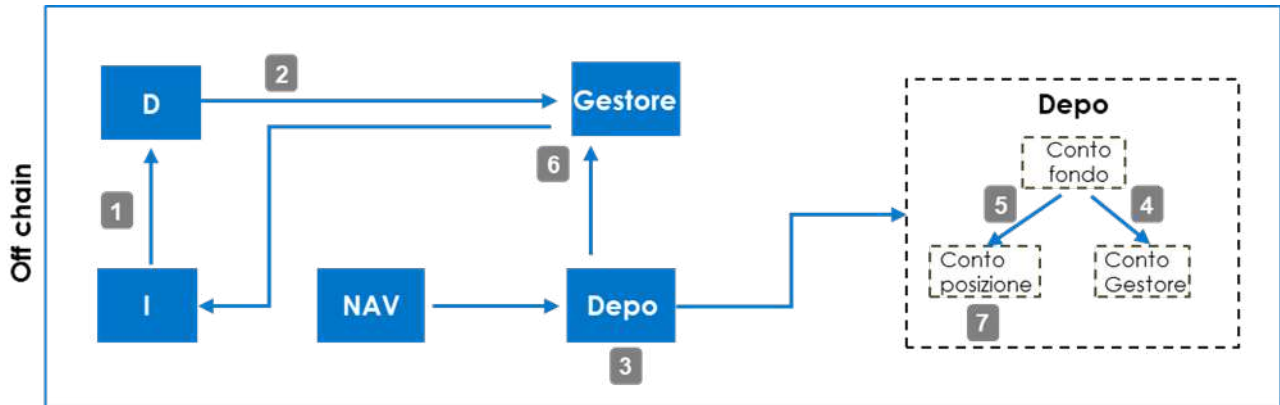 Off chain
D
2
Gestore
6
1
I
NAV
Depo
3
Depo
Conto
fondo
5
4
Conto
posizione
Conto
Gestore
7